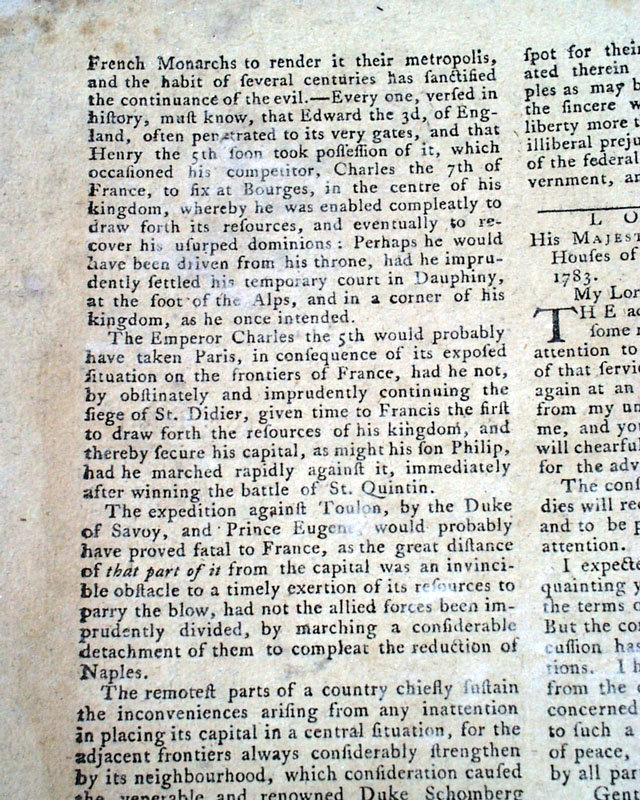 French Monarchs to render it their metropolis,
and the habit of ſeveral centuries has ſanctified
the continuance of the evil.—Every one, verſed in
hiſtory, muſt know, that Edward the 3d, of Eng-
land, often penetrated to its very gates, and that
Henry the 5th ſoon took poſſeſſion of it, which
occaſioned his competitor, Charles the 7th of
France, to fix at Bourges, in the centre of his
kingdom, whereby he was enabled compleatly to
draw forth its reſources, and eventually to re-
cover his uſurped dominions: Perhaps he would
have been driven from his throne, had he impru-
dently ſettled his temporary court in Dauphiny,
at the foot of the Alps, and in a corner of his
kingdom, as he once intended.
The Emperor Charles the 5th would probably
have taken Paris, in conſequence of its expoſed
ſituation on the frontiers of France, had he not,
by obſtinately and imprudently continuing the
ſiege of St. Didier, given time to Francis the firſt
to draw forth the reſources of his kingdom, and
thereby ſecure his capital, as might his ſon Philip,
had he marched rapidly againſt it, immediately
after winning the battle of St. Quintin.
The expedition againſt Toulon, by the Duke
of Savoy, and Prince Eugene, would probably
have proved fatal to France, as the great diſtance
of that part of it from the capital was an invinci-
ble obſtacle to a timely exertion of its reſources to
parry the blow, had not the allied forces been im-
prudently divided, by marching a conſiderable
detachment of them to compleat the reduction of
Naples.
The remoteſt parts of a country chiefly ſuſtain
the inconveniences ariſing from any inattention
in placing its capital in a central ſituation, for the
adjacent frontiers always conſiderably ſtrengthen
by its neighbourhood, which conſideration cauſed
the venerable and renowned Duke Schomberg
ſpot for their
ated therein
ples as may b
the ſincere w
liberty more t
illiberal preju
of the federal
vernment, an
L O
His MAJEST
Houſes of
1783.
My Lor
THE ac
ſome m
attention to
of that ſervic
again at an
from my un
me, and you
will chearful
for the adv
The conſ
dies will req
and to be p
attention.
I expecte
quainting y
the terms o
But the co
cuſſion has
tions. I h
from the
concerned
to ſuch a
of peace,
by all par
Gent